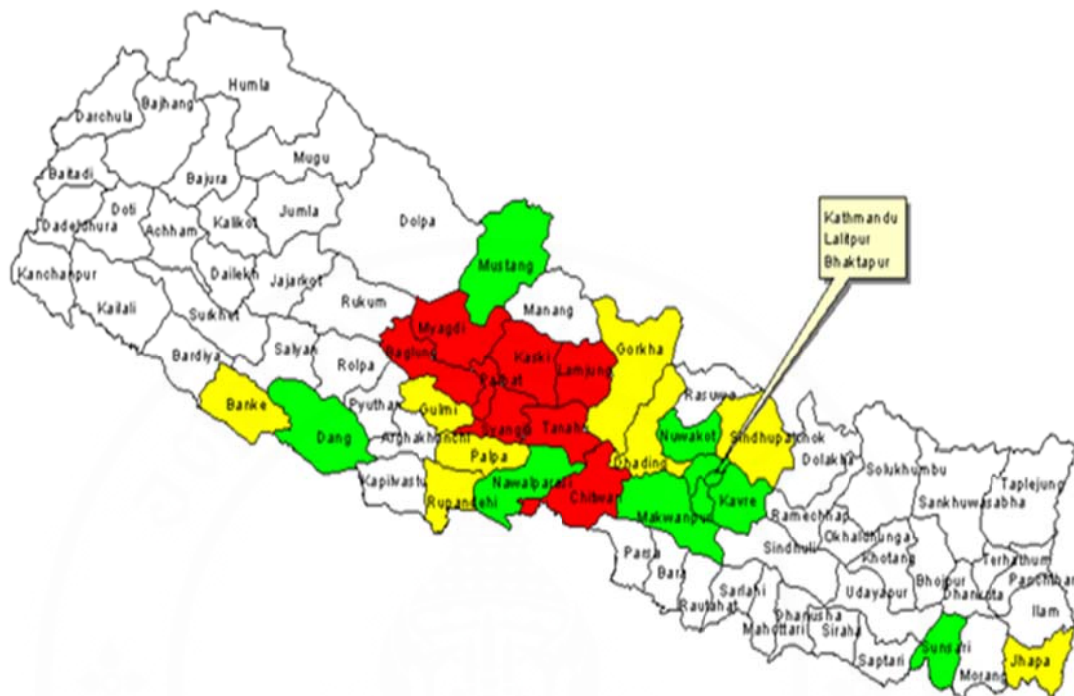 Humla
Darchula
Bajhang
Mugu
Baitadi
Bajura
Doti
Dadeldhura
Achham
Kalikot
Jumla
Dolpa
Kathmandu
Lalitpur
Bhaktapur
Kanchanpur
Dailekh
Jajarkot
Mustang
Kailali
Surkhet
Rukum
Manang
Myagdi
Gorkha
Bardiya
Salyan
Rolpa
Baglung
Kaski
Lamjung
Parbat
Rasuwa
Banke
Pyuthan
Gulmi
Dang
Arghakhanchi
Syangja
Tanahu
Nuwakot
Sindhupalchok
Dolakha
Solukhumbu
Taplejung
Palpa
Dhading
Kapilvastu
Rupandehi
Nawalparasi
Chitwan
Makwanpur
Kavre
Sankhuwasabha
Ramechhap
Okhaldhunga
Parsa
Sindhuli
Khotang
Terhathum
Bara
Bhojpur
Panchthar
Sarlahi
Udayapur
Dhankuta
Rautahat
Dhanusha
Ilam
Mahottari
Siraha
Saptari
Sunsari
Morang
Jhapa